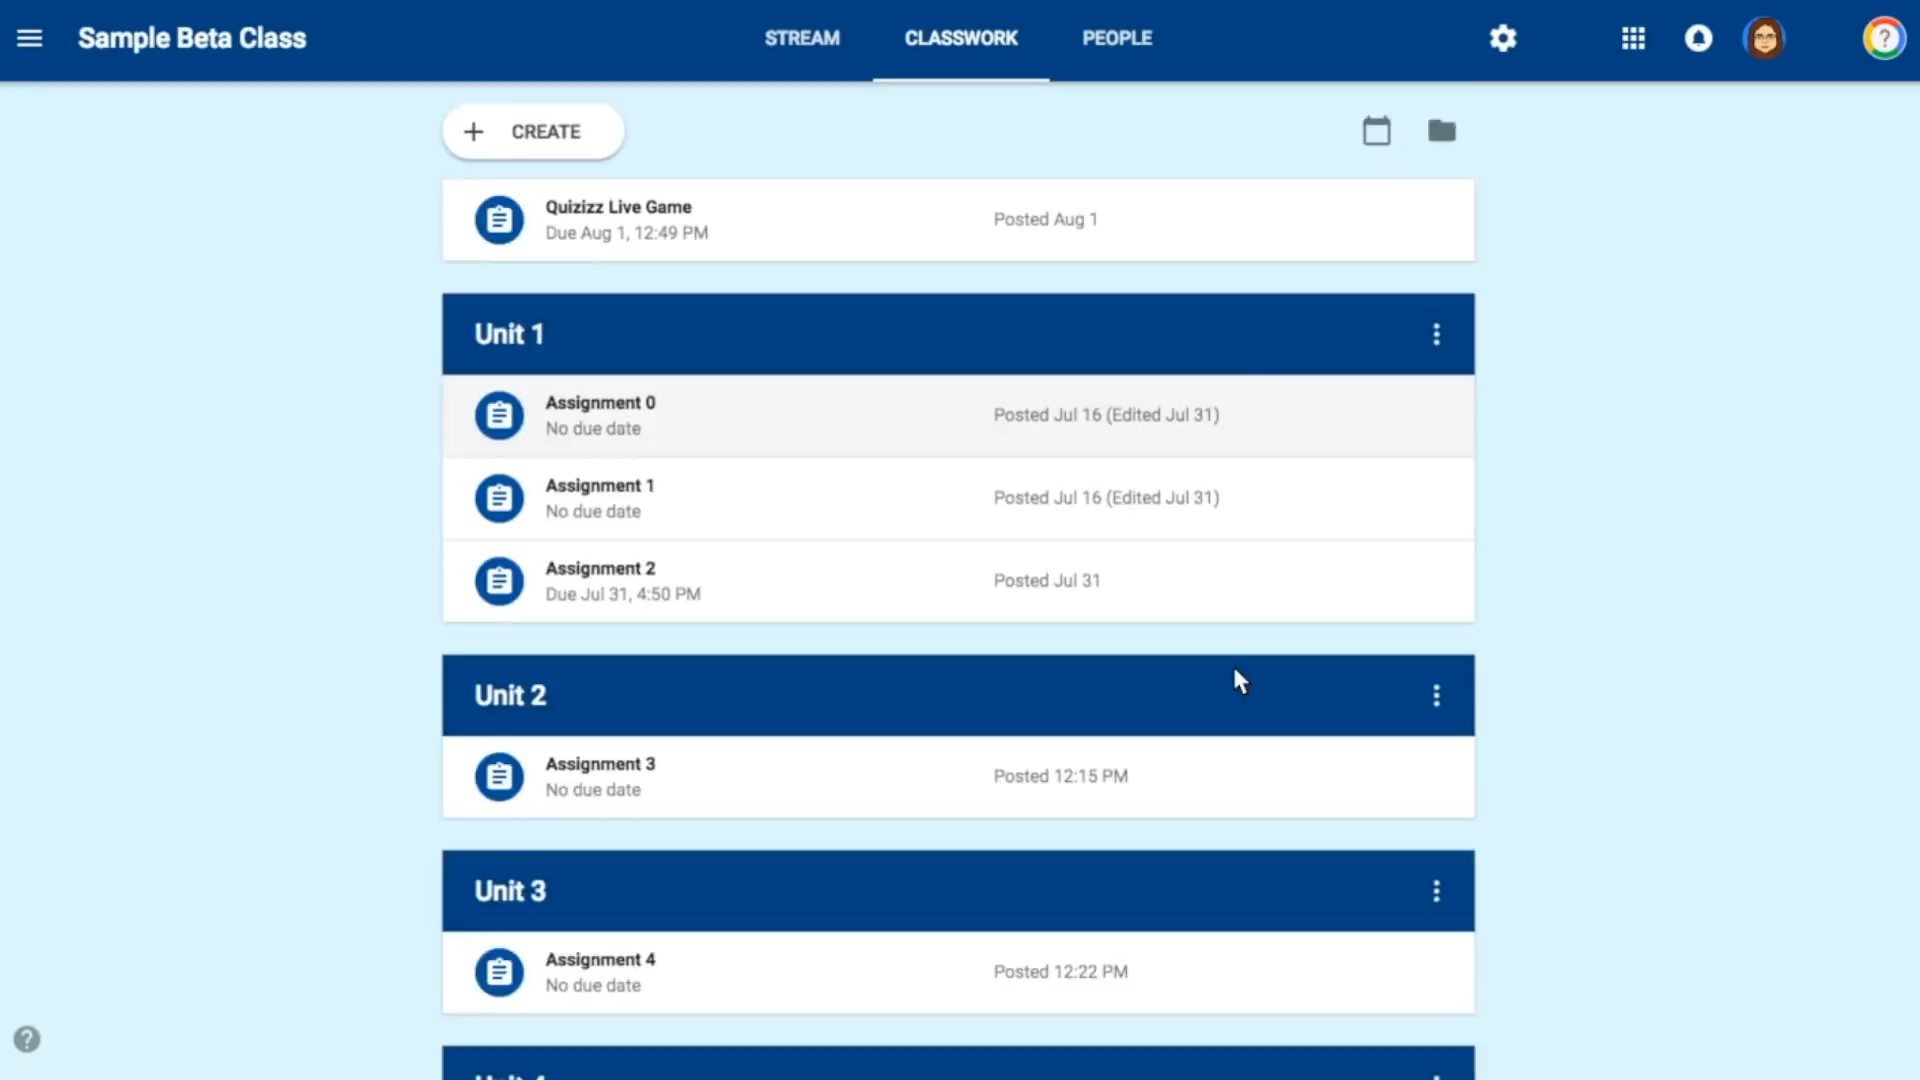 Sample Beta Class
STREAM
CLASSWORK
PEOPLE
?
CREATE
Quizizz Live Game
Due Aug 1, 12:49 PM
Posted Aug 1
Unit 1
Assignment 0
No due date
Posted Jul 16 (Edited Jul 31)
Assignment 1
No due date
Posted Jul 16 (Edited Jul 31)
Assignment 2
Due Jul 31, 4:50 PM
Posted Jul 31
Unit 2
Assignment 3
No due date
Posted 12:15 PM
Unit 3
Assignment 4
No due date
Posted 12:22 PM
?